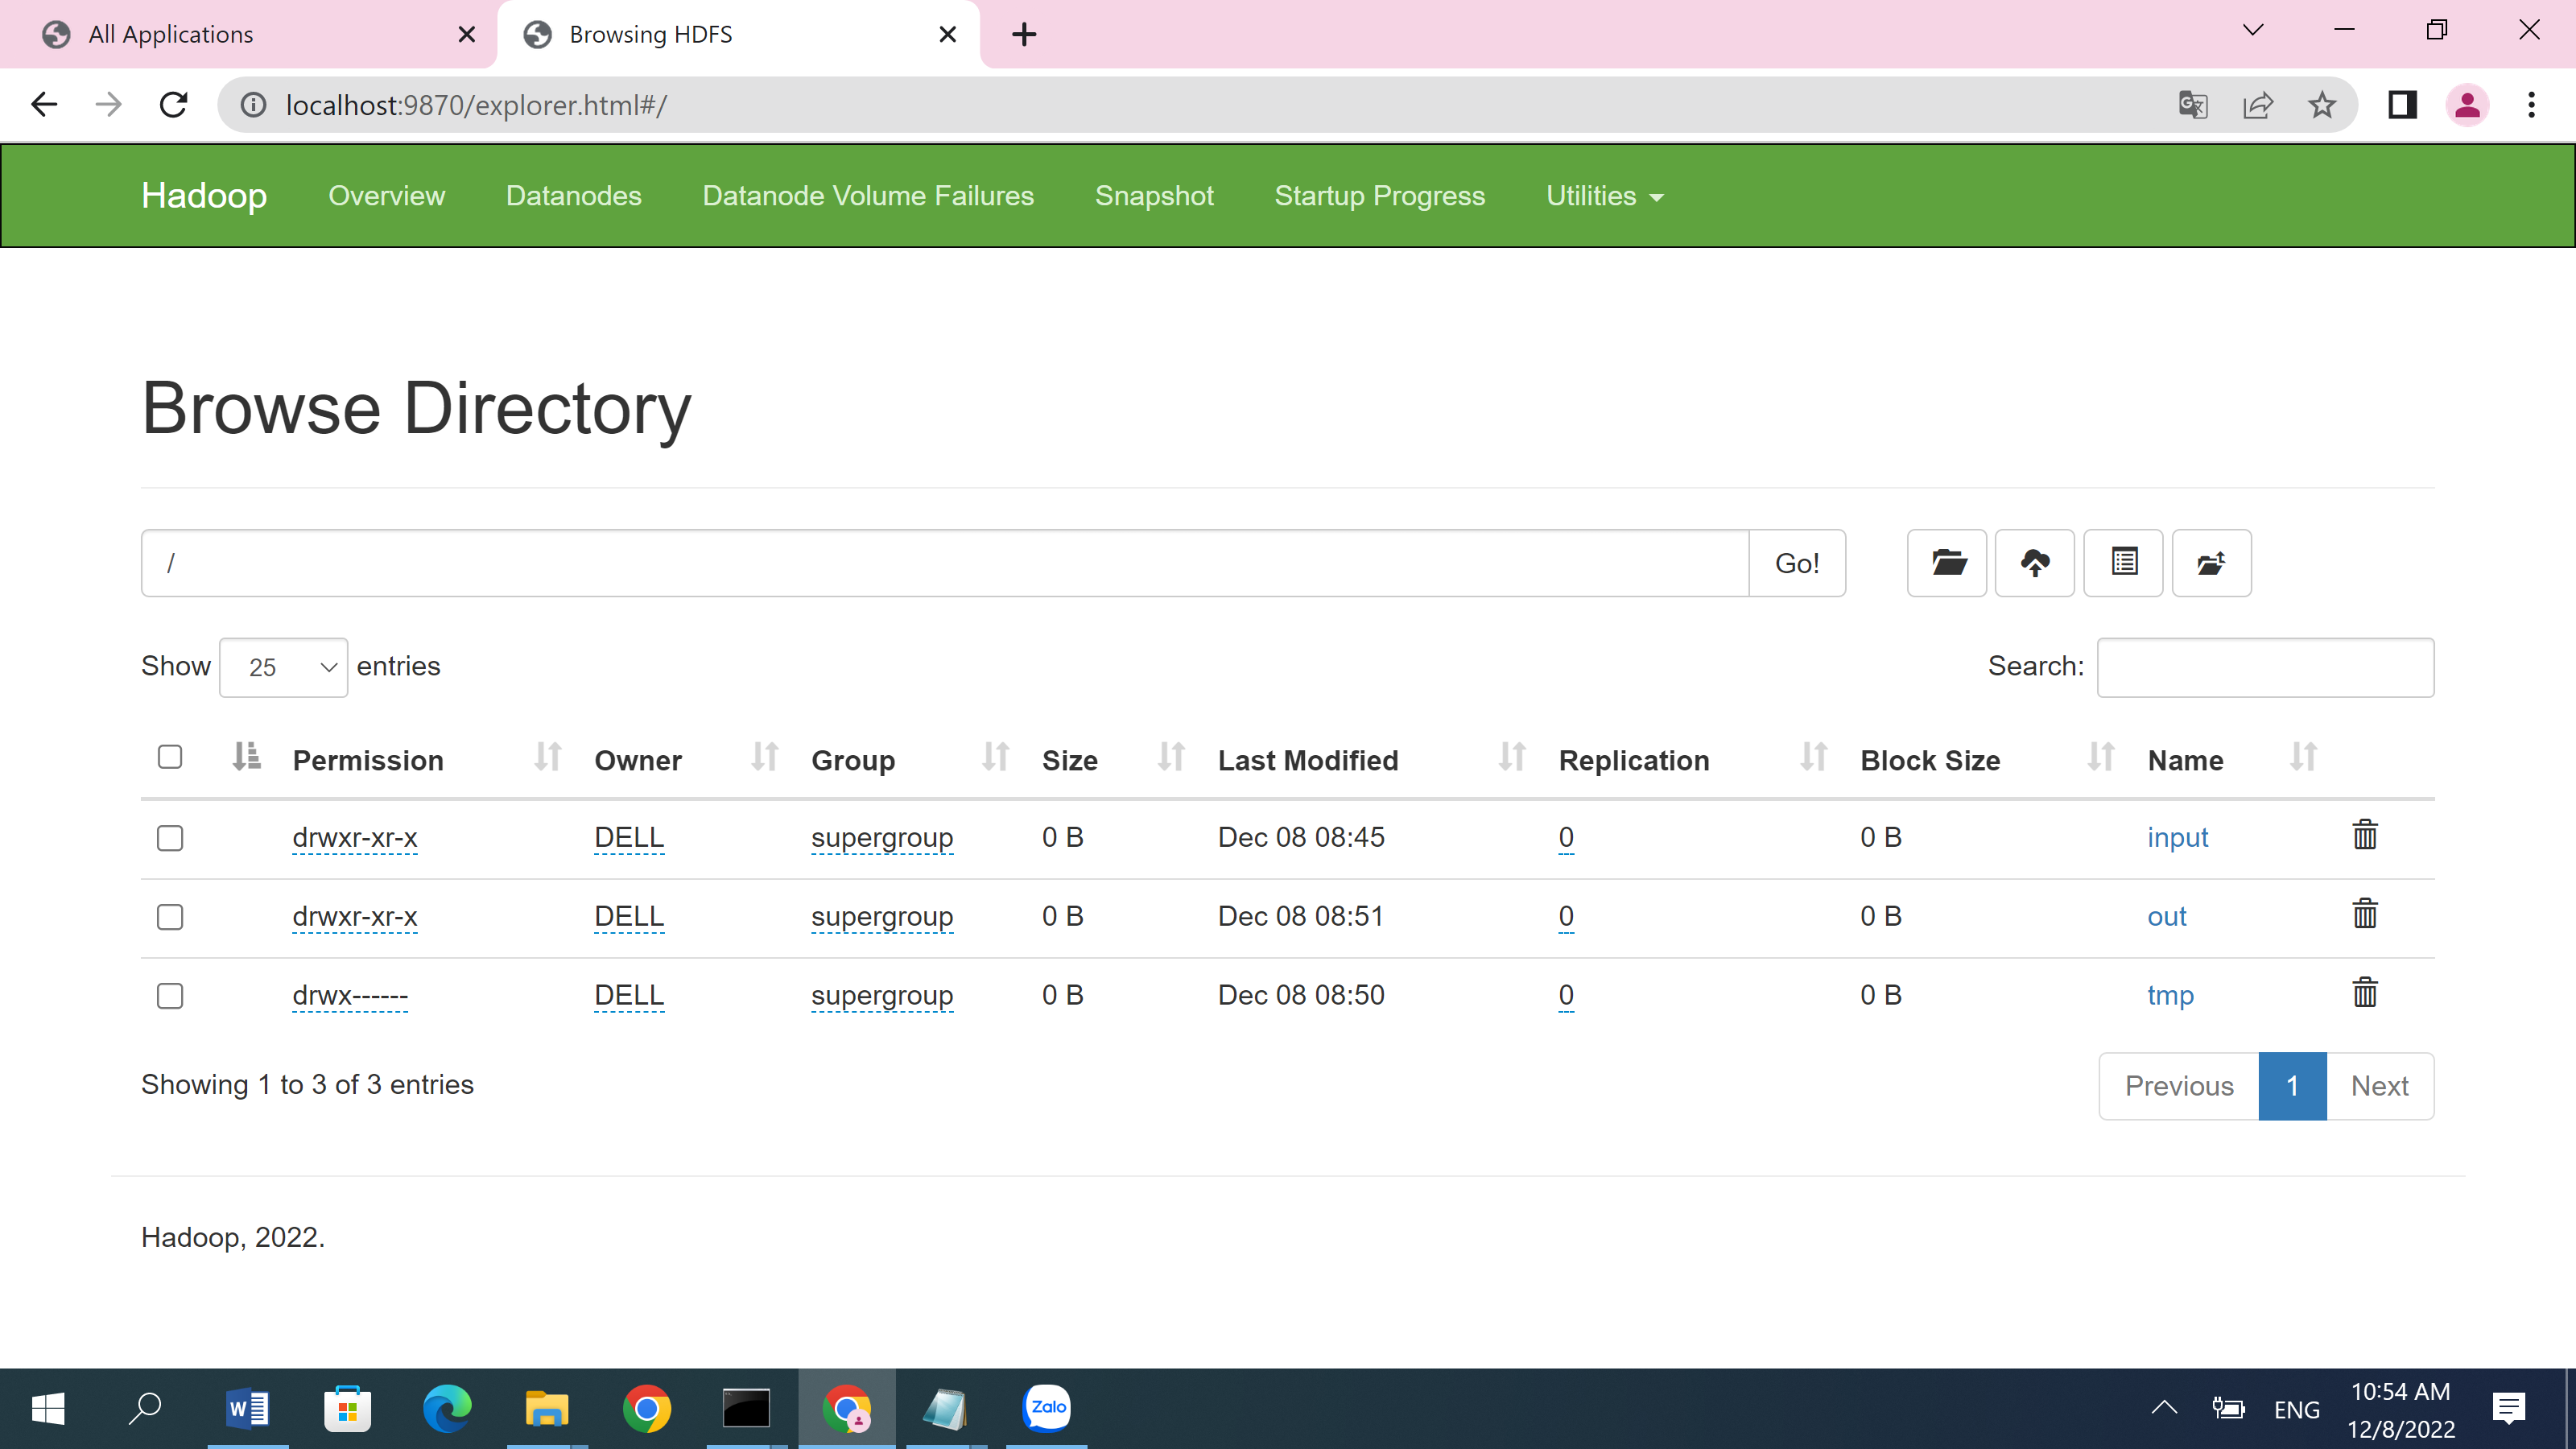 All Applications
Browsing HDFS
localhost:9870/explorer.html#/
Hadoop Overview Datanodes Datanode Volume Failures Snapshot Startup Progress Utilities
Browse Directory
/ Go!
Show 25 entries Search:
Permission Owner Group Size Last Modified Replication Block Size Name
drwxr-xr-x DELL supergroup 0 B Dec 08 08:45 0 0 B input
drwxr-xr-x DELL supergroup 0 B Dec 08 08:51 0 0 B out
drwx------ DELL supergroup 0 B Dec 08 08:50 0 0 B tmp
Showing 1 to 3 of 3 entries Previous 1 Next
Hadoop, 2022.
Zalo
ENG
10:54 AM
12/8/2022